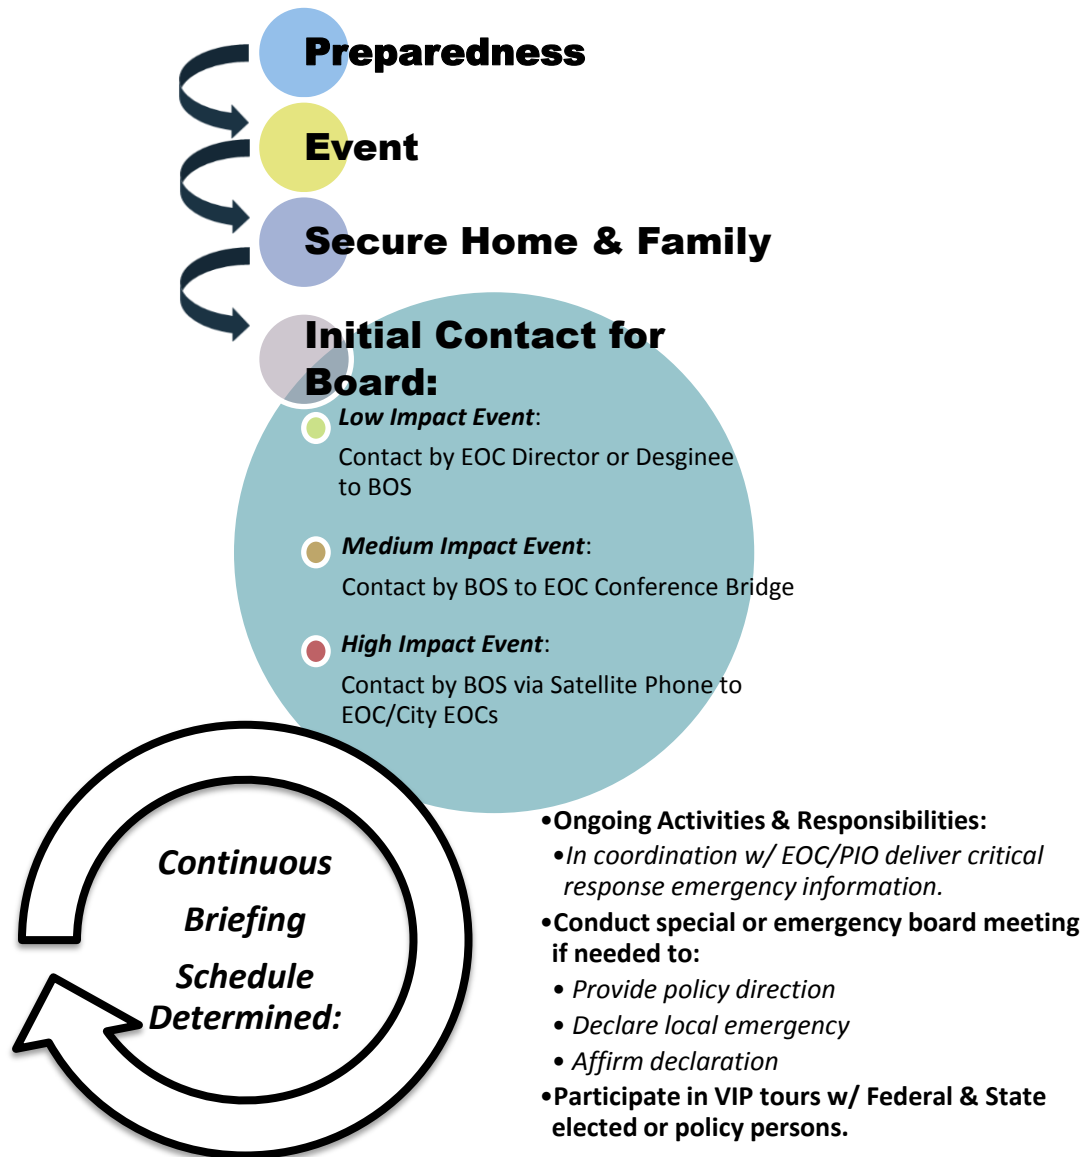 Preparedness
Event
Secure Home & Family
Initial Contact for
Board:
Low Impact Event:
Contact by EOC Director or Desginee
to BOS
Medium Impact Event:
Contact by BOS to EOC Conference Bridge
High Impact Event:
Contact by BOS via Satellite Phone to
EOC/City EOCs
Continuous
Briefing
Schedule
Determined:
•Ongoing Activities & Responsibilities:
•In coordination w/ EOC/PIO deliver critical
response emergency information.
•Conduct special or emergency board meeting
if needed to:
• Provide policy direction
• Declare local emergency
• Affirm declaration
•Participate in VIP tours w/ Federal & State
elected or policy persons.